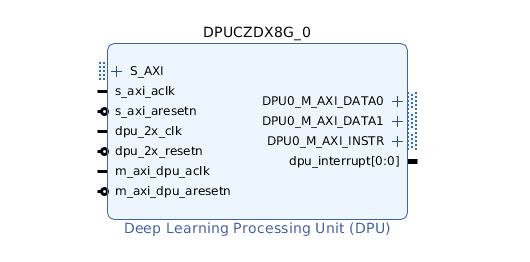 DPUCZDX8G_0
S_AXI
s_axi_aclk
s_axi_aresetn
dpu_2x_clk
dpu_2x_resetn
m_axi_dpu_aclk
m_axi_dpu_aresetn
DPU0_M_AXI_DATA0
DPU0_M_AXI_DATA1
DPU0_M_AXI_INSTR
dpu_interrupt[0:0]
Deep Learning Processing Unit (DPU)